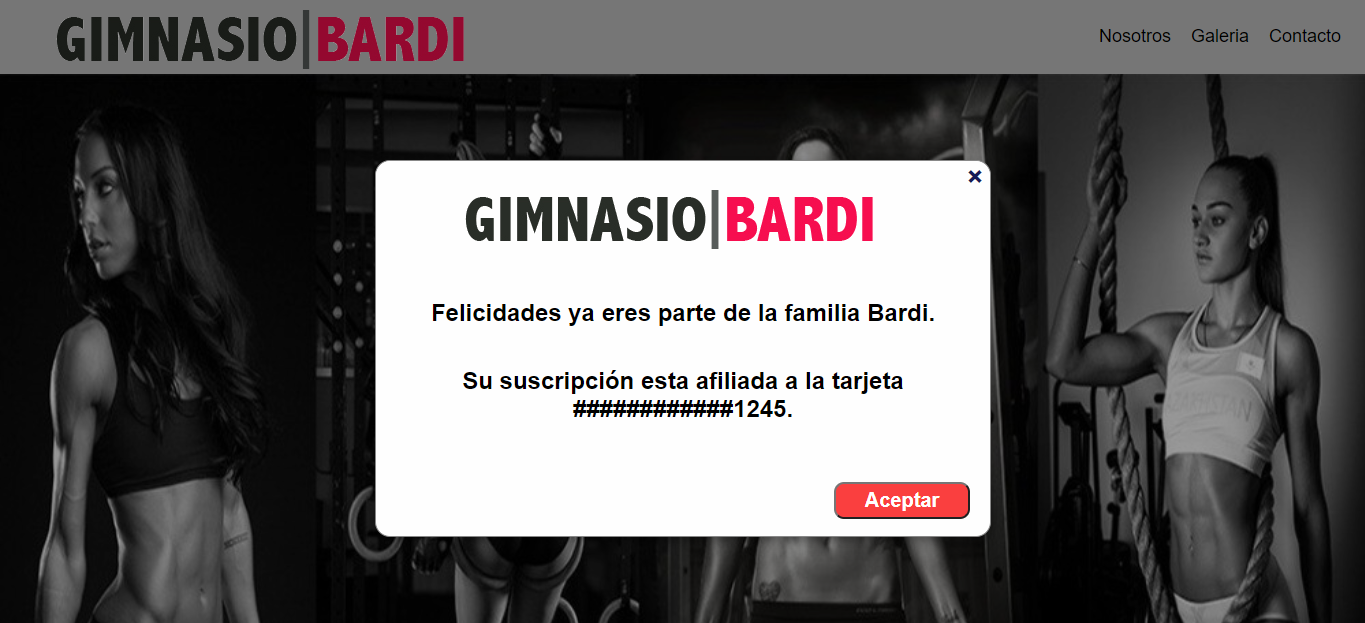 GIMNASIO|BARDI
Nosotros Galeria Contacto
GIMNASIO|BARDI
Felicidades ya eres parte de la familia Bardi.
Su suscripción esta afiliada a la tarjeta
############1245.
Aceptar